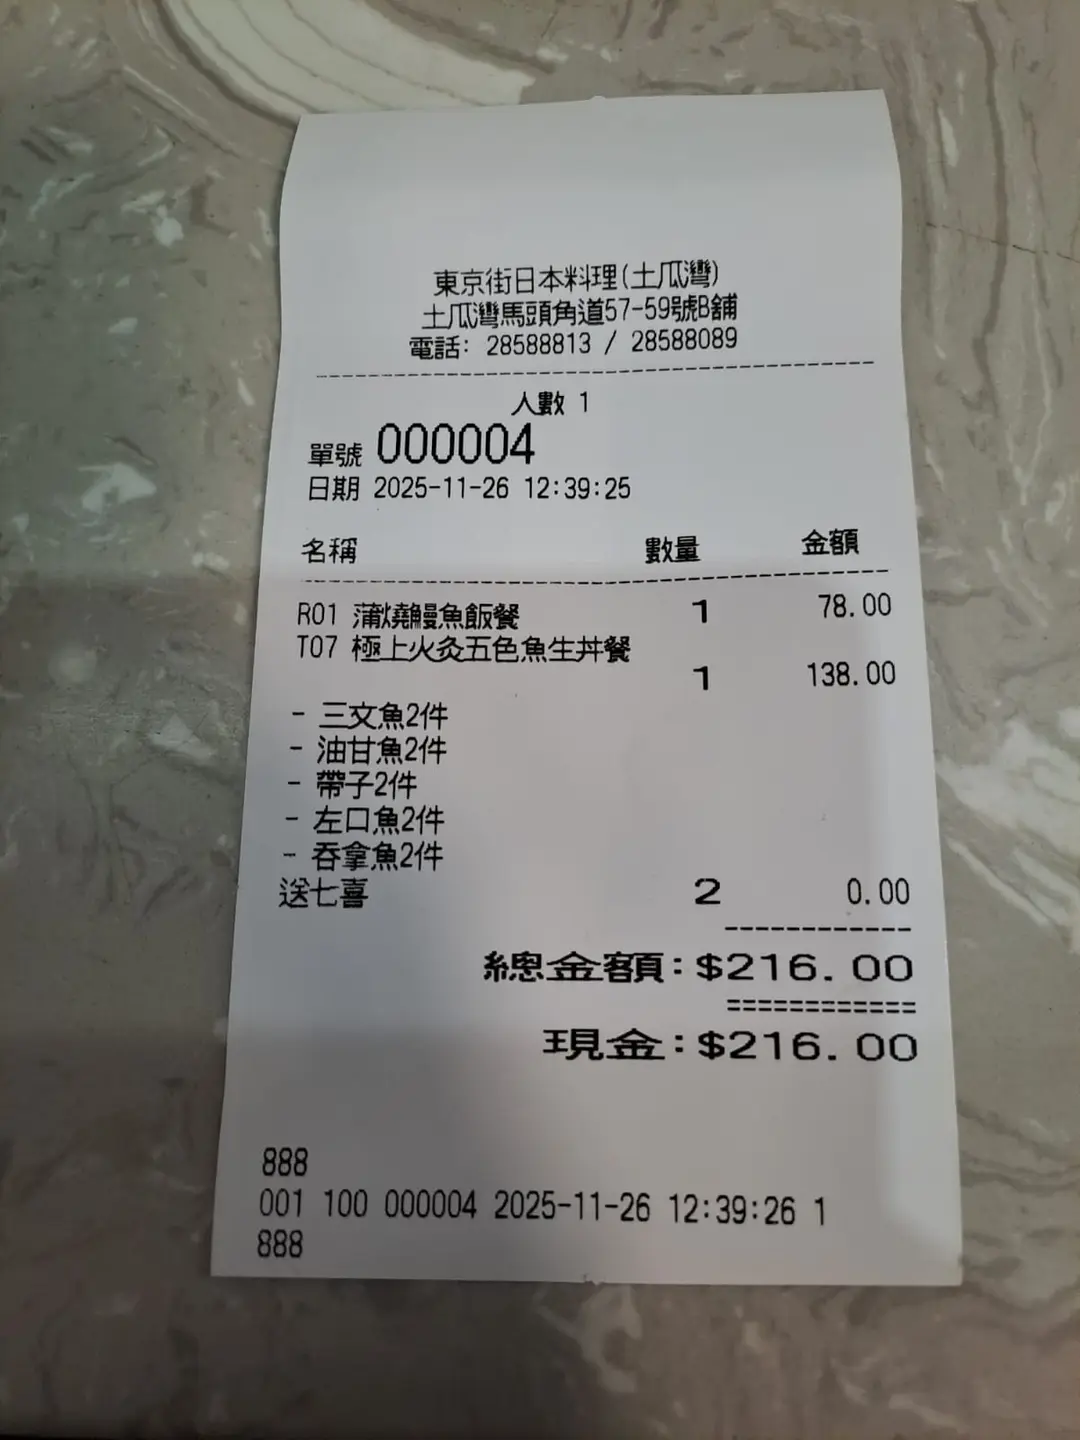 東京街日本料理(土瓜灣)
土瓜灣馬頭角道57-59號B舖
電話: 28588813 / 28588089
人數 1
單號 000004
日期 2025-11-26 12:39:25
名稱 數量 金額
R01 蒲燒鰻魚飯餐 1 78.00
T07 極上火灸五色魚生丼餐
1 138.00
- 三文魚2件
- 油甘魚2件
- 帶子2件
- 左口魚2件
- 吞拿魚2件
送七喜 2 0.00
總金額:$216.00
現金:$216.00
888
001 100 000004 2025-11-26 12:39:26 1
888